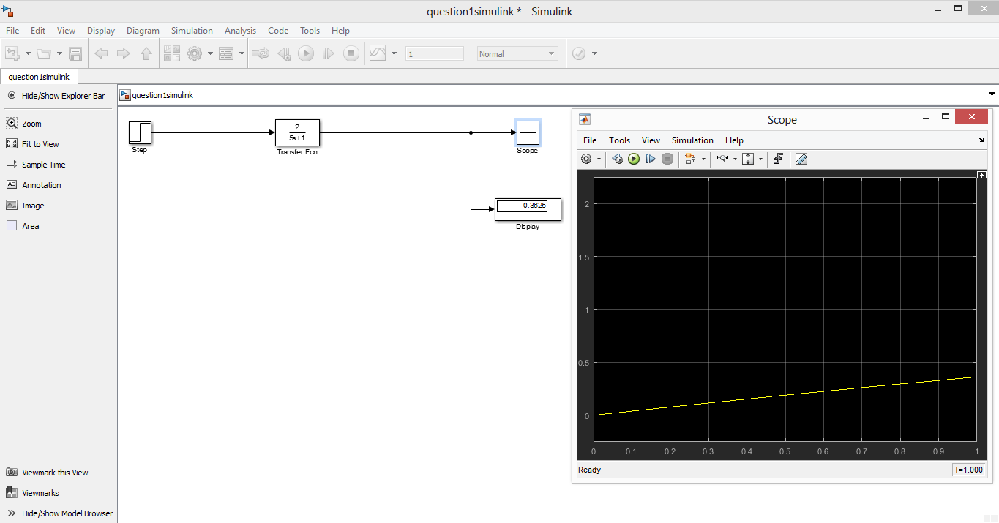 question1simulink * - Simulink
File Edit View Display Diagram Simulation Analysis Code Tools Help
1
Normal
question1simulink
Hide/Show Explorer Bar
question1simulink
Zoom
Fit to View
Sample Time
Annotation
Image
Area
Viewmark this View
Viewmarks
Hide/Show Model Browser
Step
2
5s+1
Transfer Fcn
Scope
0.3625
Display
Scope
File Tools View Simulation Help
2
1.5
1
0.5
0
0 0.1 0.2 0.3 0.4 0.5 0.6 0.7 0.8 0.9 1
Ready T=1.000